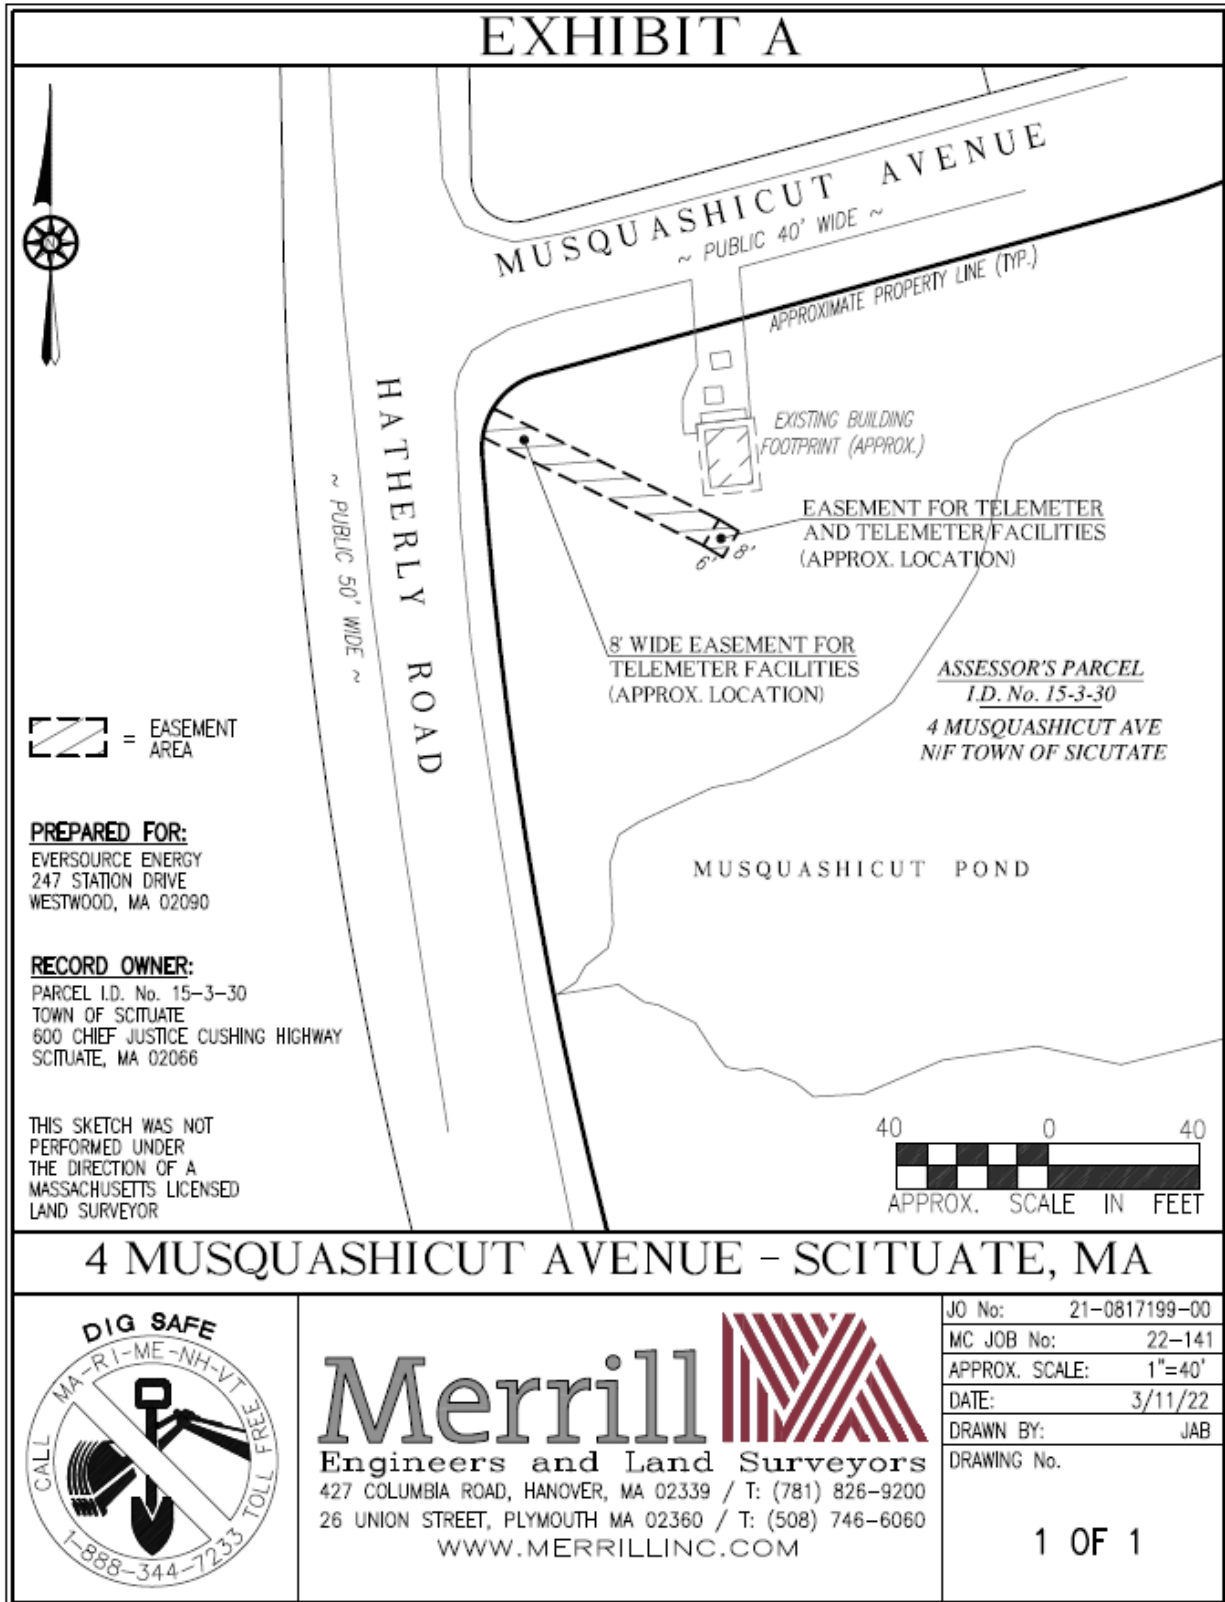 EXHIBIT A
MUSQUASHICUT AVENUE
~ PUBLIC 40' WIDE ~
APPROXIMATE PROPERTY LINE (TYP.)
N
HATHERLY ROAD
~ PUBLIC 50' WIDE ~
EXISTING BUILDING
FOOTPRINT (APPROX.)
EASEMENT FOR TELEMETER
AND TELEMETER FACILITIES
(APPROX. LOCATION)
6' 8'
8' WIDE EASEMENT FOR
TELEMETER FACILITIES
(APPROX. LOCATION)
ASSESSOR'S PARCEL
I.D. No. 15-3-30
4 MUSQUASHICUT AVE
N/F TOWN OF SICUTATE
= EASEMENT
AREA
MUSQUASHICUT POND
PREPARED FOR:
EVERSOURCE ENERGY
247 STATION DRIVE
WESTWOOD, MA 02090
RECORD OWNER:
PARCEL I.D. No. 15-3-30
TOWN OF SCITUATE
600 CHIEF JUSTICE CUSHING HIGHWAY
SCITUATE, MA 02066
THIS SKETCH WAS NOT
PERFORMED UNDER
THE DIRECTION OF A
MASSACHUSETTS LICENSED
LAND SURVEYOR
40 0 40
APPROX. SCALE IN FEET
4 MUSQUASHICUT AVENUE - SCITUATE, MA
DIG SAFE
CALL MA-RI-ME-NH-VT TOLL FREE
1-888-344-7233
Merrill
Engineers and Land Surveyors
427 COLUMBIA ROAD, HANOVER, MA 02339 / T: (781) 826-9200
26 UNION STREET, PLYMOUTH MA 02360 / T: (508) 746-6060
WWW.MERRILLINC.COM
JO No: 21-0817199-00
MC JOB No: 22-141
APPROX. SCALE: 1"=40'
DATE: 3/11/22
DRAWN BY: JAB
DRAWING No.
1 OF 1